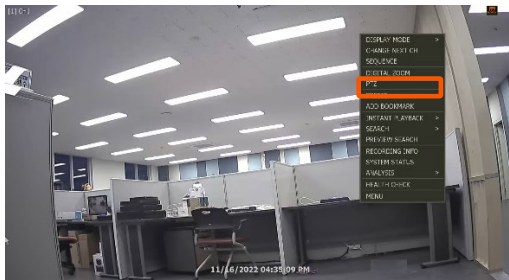 DISPLAY MODE >
CHANGE NEXT CH
SEQUENCE
DIGITAL ZOOM
PTZ
ADD BOOKMARK
INSTANT PLAYBACK >
SEARCH >
PREVIEW SEARCH
RECORDING INFO
SYSTEM STATUS
ANALYSIS >
HEALTH CHECK
MENU
11/16/2022 04:35:09 PM